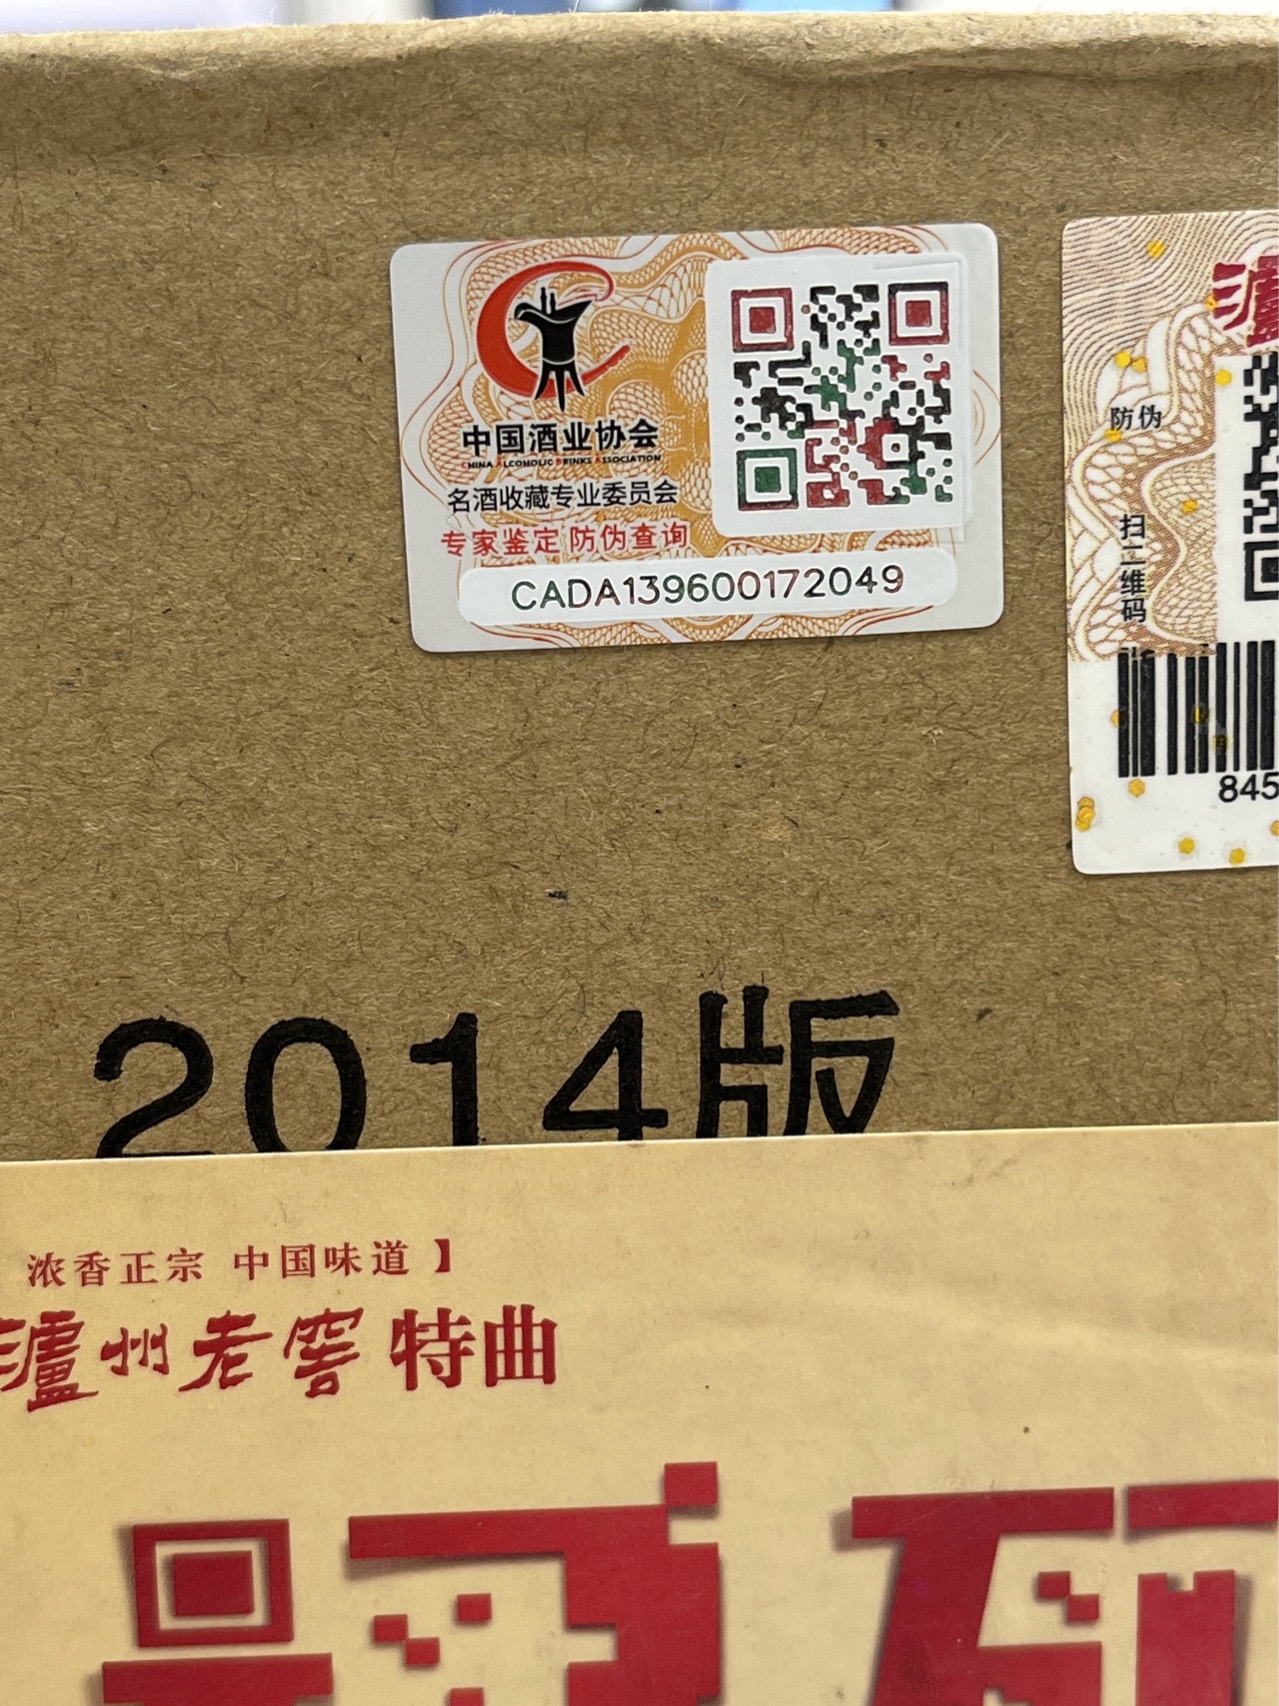 中国酒业协会
CHINA ALCOHOLIC DRINKS ASSOCIATION
名酒收藏专业委员会
专家鉴定 防伪查询
CADA139600172049
泸
防伪
扫二维码
845
2014版
浓香正宗 中国味道】
泸州老窖特曲